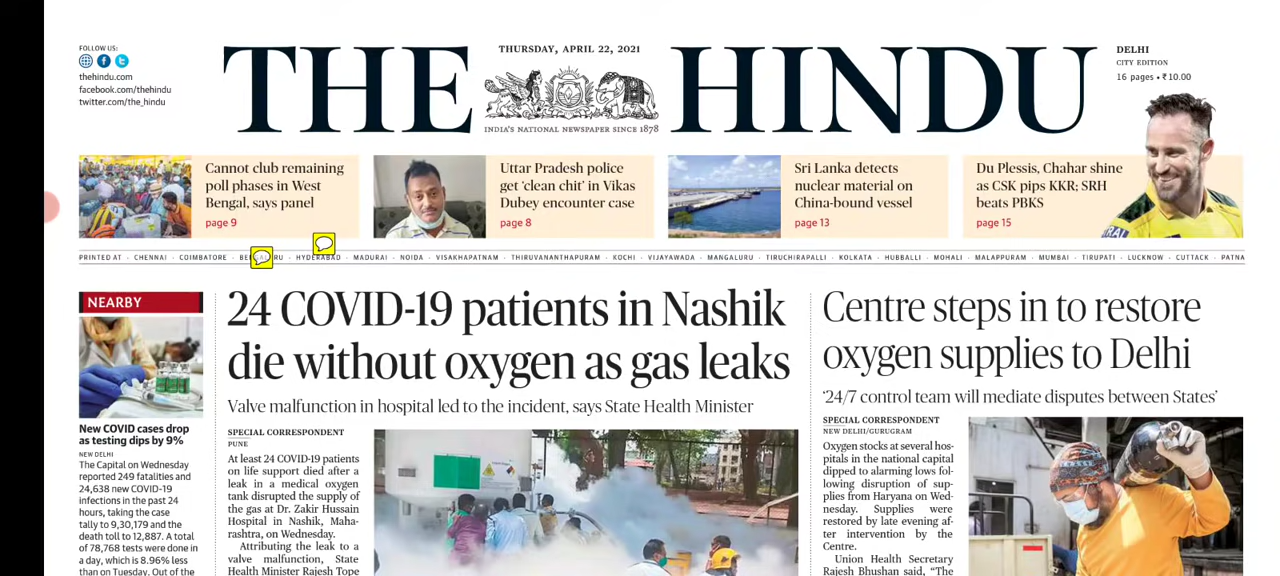 FOLLOW US:
thehindu.com
facebook.com/thehindu
twitter.com/the_hindu
THE HINDU
THURSDAY, APRIL 22, 2021
INDIA'S NATIONAL NEWSPAPER SINCE 1878
DELHI
CITY EDITION
16 pages • ₹10.00
Cannot club remaining
poll phases in West
Bengal, says panel
page 9
Uttar Pradesh police
get ‘clean chit’ in Vikas
Dubey encounter case
page 8
Sri Lanka detects
nuclear material on
China-bound vessel
page 13
Du Plessis, Chahar shine
as CSK pips KKR; SRH
beats PBKS
page 15
PRINTED AT · CHENNAI · COIMBATORE · BENGALURU · HYDERABAD · MADURAI · NOIDA · VISAKHAPATNAM · THIRUVANANTHAPURAM · KOCHI · VIJAYAWADA · MANGALURU · TIRUCHIRAPALLI · KOLKATA · HUBBALLI · MOHALI · MALAPPURAM · MUMBAI · TIRUPATI · LUCKNOW · CUTTACK · PATNA
NEARBY
New COVID cases drop
as testing dips by 9%
NEW DELHI
The Capital on Wednesday
reported 249 fatalities and
24,638 new COVID-19
infections in the past 24
hours, taking the case
tally to 9,30,179 and the
death toll to 12,887. A total
of 78,768 tests were done in
a day, which is 8.96% less
than on Tuesday. Out of the
24 COVID-19 patients in Nashik
die without oxygen as gas leaks
Valve malfunction in hospital led to the incident, says State Health Minister
SPECIAL CORRESPONDENT
PUNE
At least 24 COVID-19 patients
on life support died after a
leak in a medical oxygen
tank disrupted the supply of
the gas at Dr. Zakir Hussain
Hospital in Nashik, Maha-
rashtra, on Wednesday.
Attributing the leak to a
valve malfunction, State
Health Minister Rajesh Tope
Centre steps in to restore
oxygen supplies to Delhi
‘24/7 control team will mediate disputes between States’
SPECIAL CORRESPONDENT
NEW DELHI/GURUGRAM
Oxygen stocks at several hos-
pitals in the national capital
dipped to alarming lows fol-
lowing disruption of sup-
plies from Haryana on Wed-
nesday. Supplies were
restored by late evening af-
ter intervention by the
Centre.
Union Health Secretary
Rajesh Bhushan said, “The